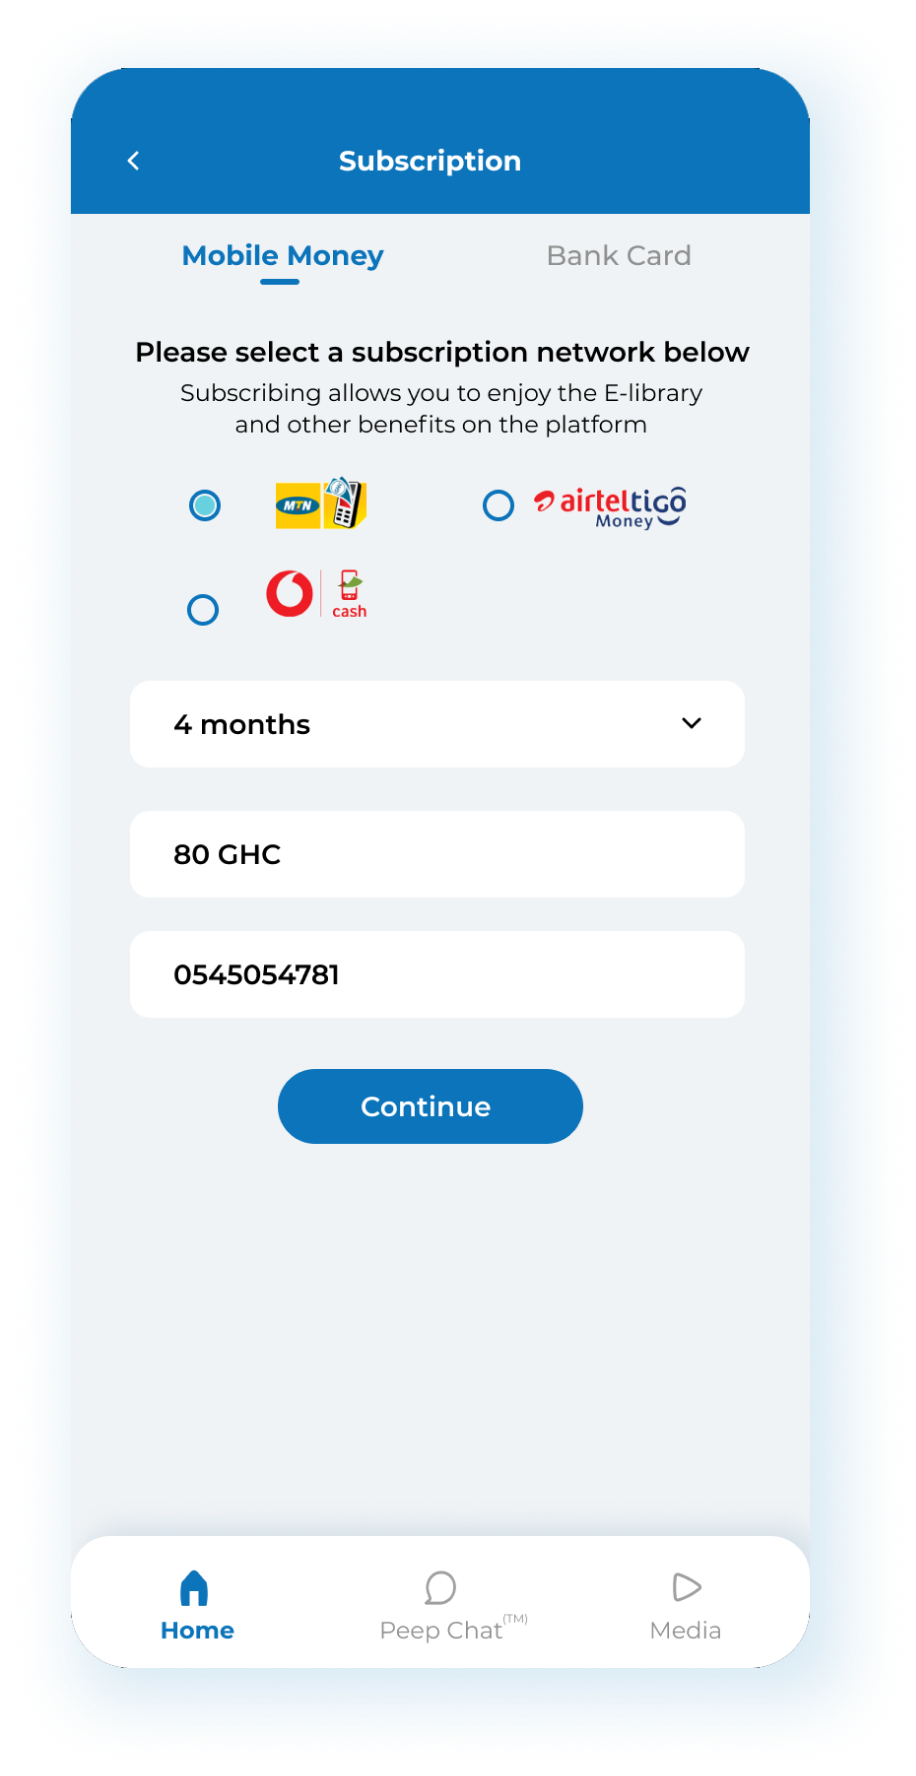 Subscription
Mobile Money
Bank Card
Please select a subscription network below
Subscribing allows you to enjoy the E-library
and other benefits on the platform
MTN
airteltigo
Money
cash
4 months
80 GHC
0545054781
Continue
Home
Peep Chat(TM)
Media